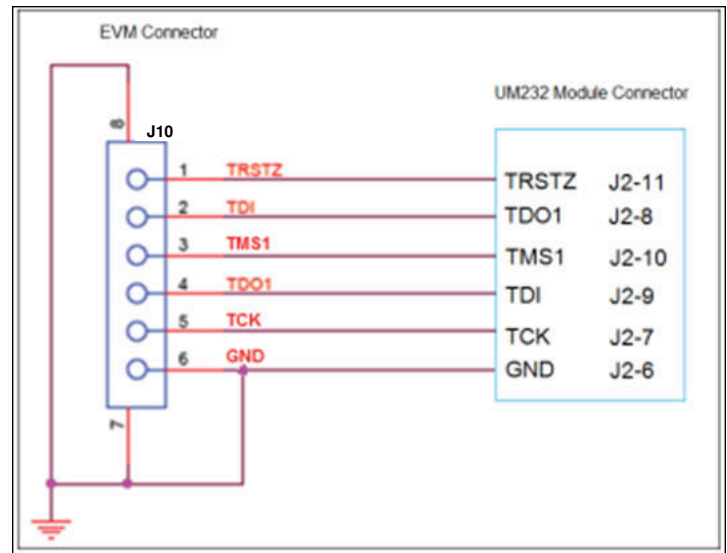 EVM Connector
UM232 Module Connector
8
J10
1 TRSTZ TRSTZ J2-11
2 TDI TDO1 J2-8
3 TMS1 TMS1 J2-10
4 TDO1 TDI J2-9
5 TCK TCK J2-7
6 GND GND J2-6
7